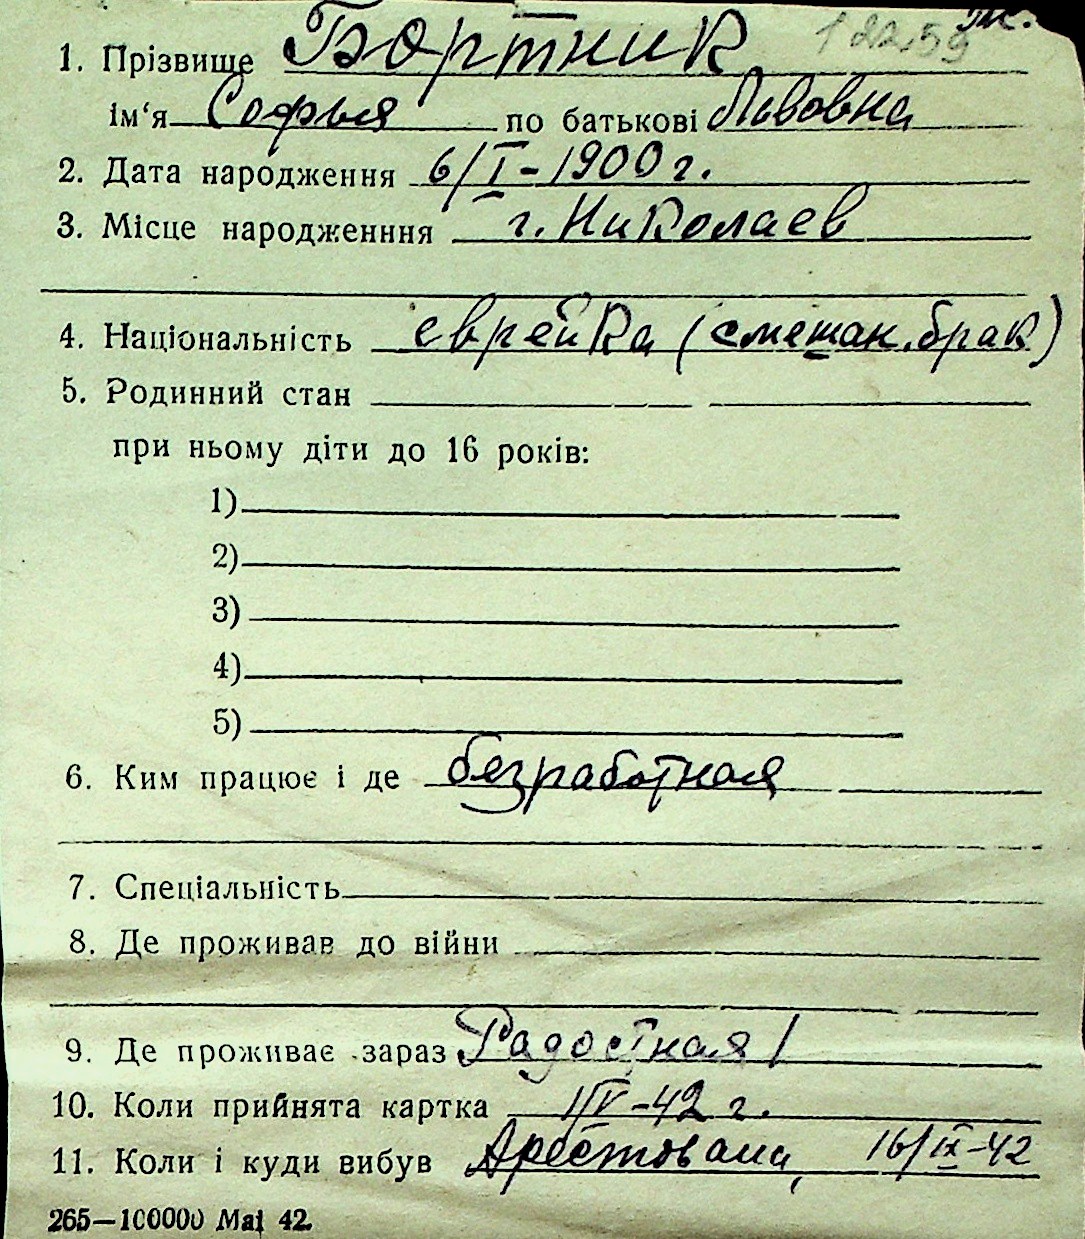 12259
1. Прізвище Бортник
ім'я Софья по батькові Львовна
2. Дата народження 6/I-1900 г.
3. Місце народженння г. Николаев
4. Національність еврейка (смешан. брак)
5. Родинний стан
при ньому діти до 16 років:
1)
2)
3)
4)
5)
6. Ким працює і де безработная
7. Спеціальність
8. Де проживав до війни
9. Де проживає зараз Радостная 1
10. Коли прийнята картка 1/IV-42 г.
11. Коли і куди вибув Арестована, 16/IX-42
265—100000 Mai 42.